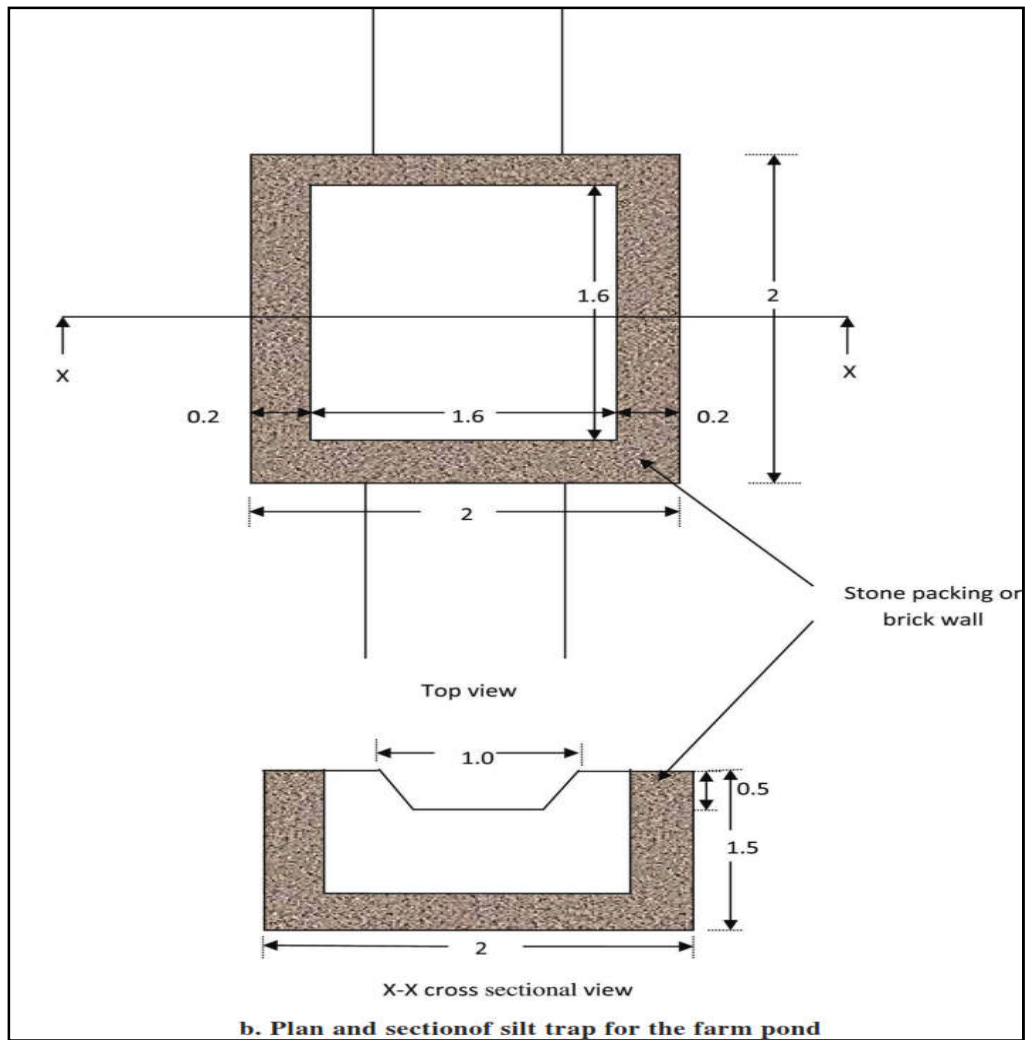 1.6
2
X
X
0.2
1.6
0.2
2
Stone packing or
brick wall
Top view
1.0
0.5
1.5
2
X-X cross sectional view
b. Plan and sectionof silt trap for the farm pond